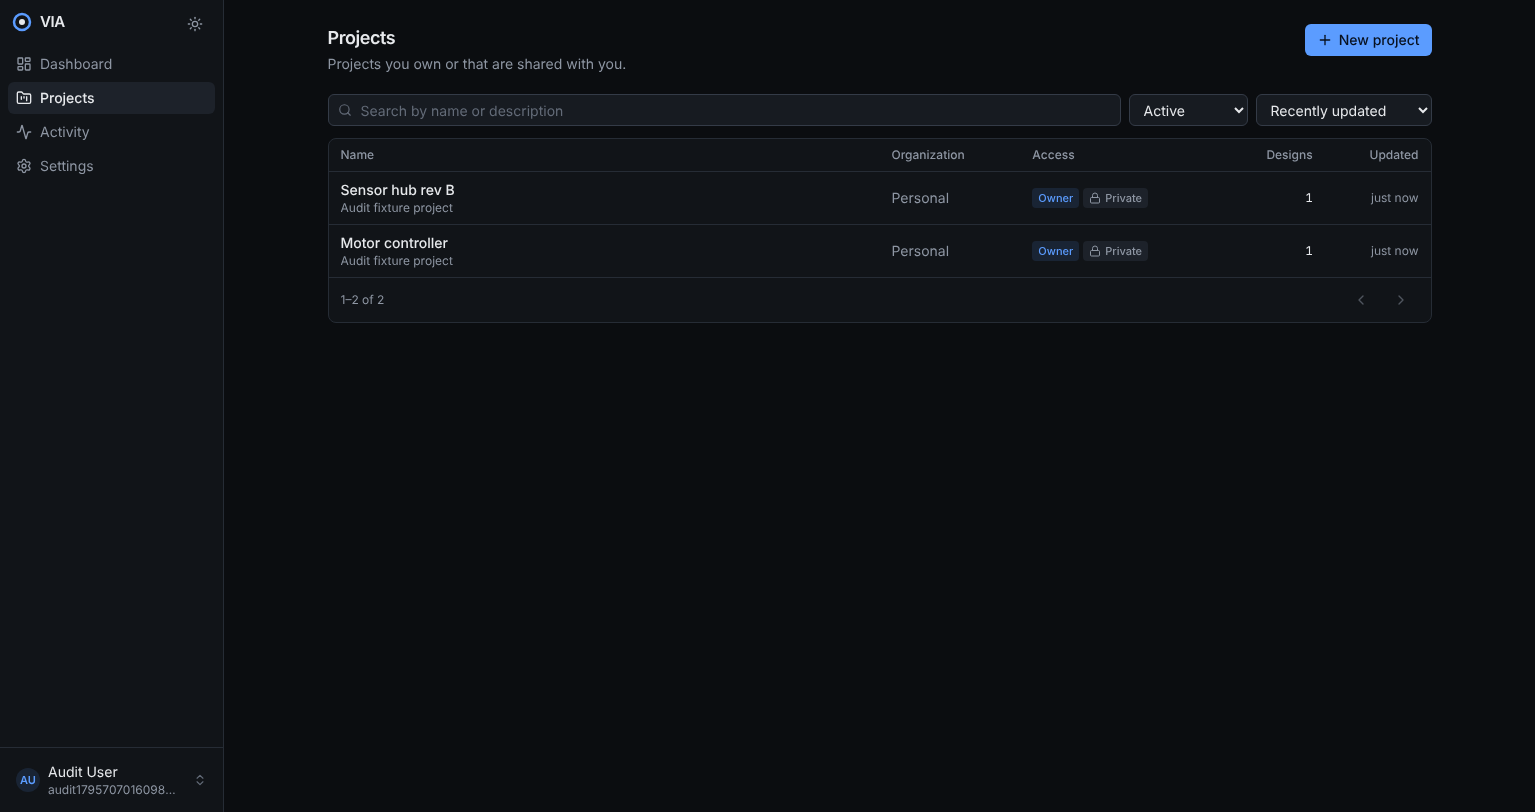 VIA
Dashboard
Projects
Activity
Settings
Audit User
AU
audit1795707016098...
Projects
Projects you own or that are shared with you.
New project
Search by name or description
Active
Recently updated
Name Organization Access Designs Updated
Sensor hub rev B
Audit fixture project
Personal Owner Private 1 just now
Motor controller
Audit fixture project
Personal Owner Private 1 just now
1–2 of 2